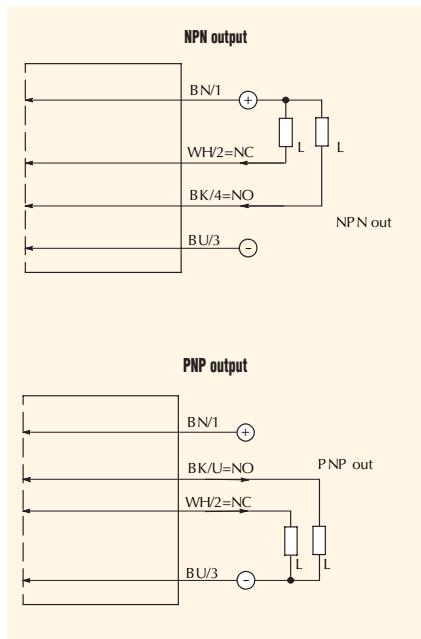 NPN output
BN/1
+
L
L
WH/2=NC
BK/4=NO
NPN out
BU/3
-
PNP output
BN/1
+
BK/U=NO
PNP out
WH/2=NC
L
L
BU/3
-